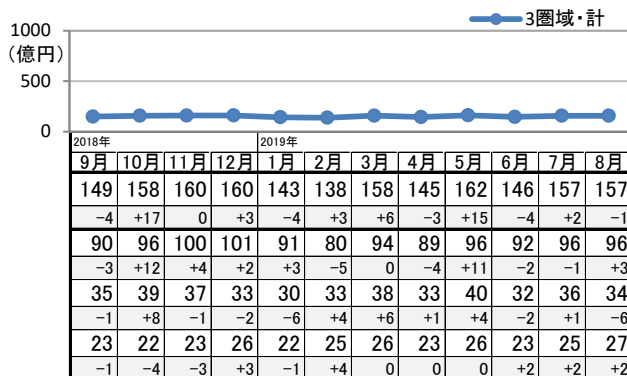 3圏域・計
1000
（億円）
500
0
2018年 2019年
9月 10月 11月 12月 1月 2月 3月 4月 5月 6月 7月 8月
149 158 160 160 143 138 158 145 162 146 157 157
−4 +17 0 +3 −4 +3 +6 −3 +15 −4 +2 −1
90 96 100 101 91 80 94 89 96 92 96 96
−3 +12 +4 +2 +3 −5 0 −4 +11 −2 −1 +3
35 39 37 33 30 33 38 33 40 32 36 34
−1 +8 −1 −2 −6 +4 +6 +1 +4 −2 +1 −6
23 22 23 26 22 25 26 23 26 23 25 27
−1 −4 −3 +3 −1 +4 0 0 0 +2 +2 +2